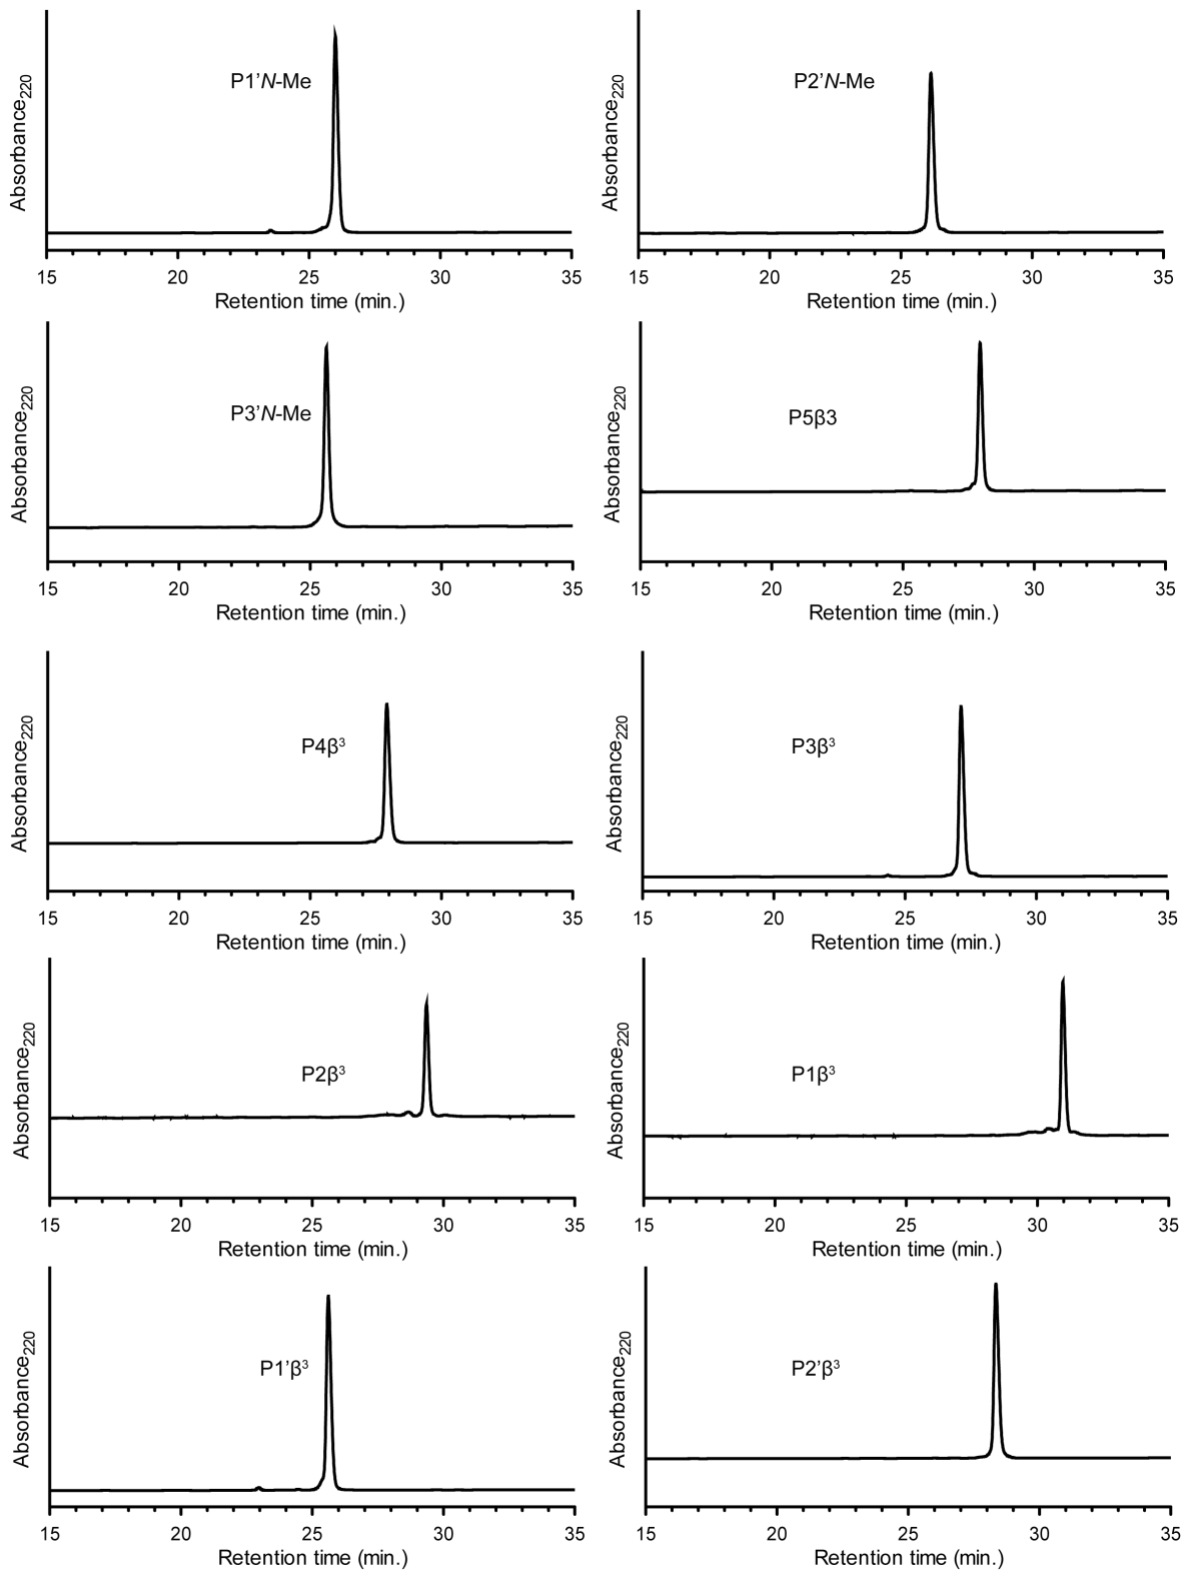 Absorbance220
P1’N-Me
15 20 25 30 35
Retention time (min.)
Absorbance220
P2’N-Me
15 20 25 30 35
Retention time (min.)
Absorbance220
P3’N-Me
15 20 25 30 35
Retention time (min.)
Absorbance220
P5β3
15 20 25 30 35
Retention time (min.)
Absorbance220
P4β³
15 20 25 30 35
Retention time (min.)
Absorbance220
P3β³
15 20 25 30 35
Retention time (min.)
Absorbance220
P2β³
15 20 25 30 35
Retention time (min.)
Absorbance220
P1β³
15 20 25 30 35
Retention time (min.)
Absorbance220
P1’β³
15 20 25 30 35
Retention time (min.)
Absorbance220
P2’β³
15 20 25 30 35
Retention time (min.)